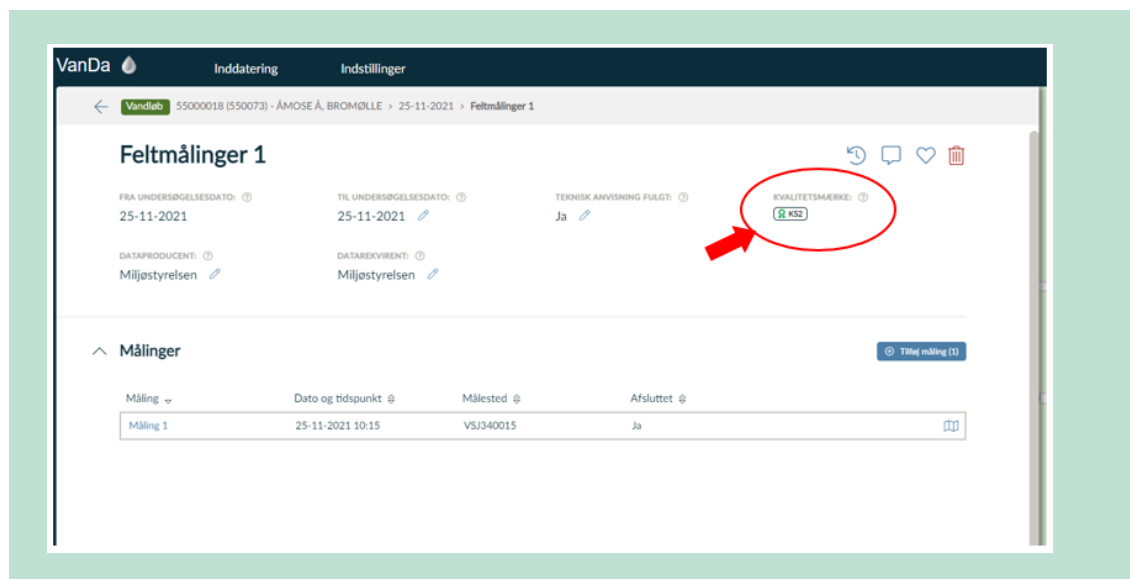 VanDa Inddatering Indstillinger
Vandløb 55000018 (550073) - ÅMOSE Å, BROMØLLE > 25-11-2021 > Feltmålinger 1
Feltmålinger 1
FRA UNDERSØGELSESDATO: TIL UNDERSØGELSESDATO: TEKNISK ANVISNING FULGT: KVALITETSMÆRKE:
25-11-2021 25-11-2021 Ja KS2
DATAPRODUCENT: DATAREKVIRENT:
Miljøstyrelsen Miljøstyrelsen
Målinger Tilføj måling (1)
Måling Dato og tidspunkt Målested Afsluttet
Måling 1 25-11-2021 10:15 VSJ340015 Ja